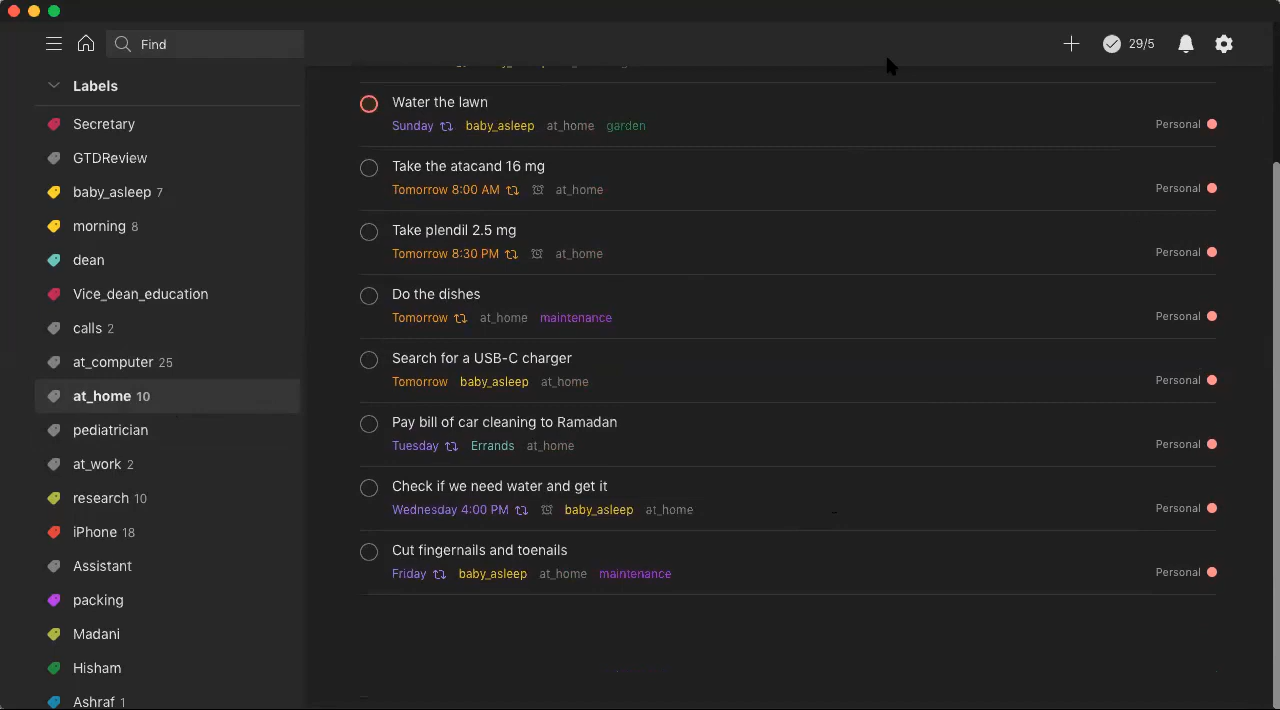 Find
29/5
Labels
Secretary
GTDReview
baby_asleep 7
morning 8
dean
Vice_dean_education
calls 2
at_computer 25
at_home 10
pediatrician
at_work 2
research 10
iPhone 18
Assistant
packing
Madani
Hisham
Ashraf 1
Water the lawn
Sunday baby_asleep at_home garden
Personal
Take the atacand 16 mg
Tomorrow 8:00 AM at_home
Personal
Take plendil 2.5 mg
Tomorrow 8:30 PM at_home
Personal
Do the dishes
Tomorrow at_home maintenance
Personal
Search for a USB-C charger
Tomorrow baby_asleep at_home
Personal
Pay bill of car cleaning to Ramadan
Tuesday Errands at_home
Personal
Check if we need water and get it
Wednesday 4:00 PM baby_asleep at_home
Personal
Cut fingernails and toenails
Friday baby_asleep at_home maintenance
Personal